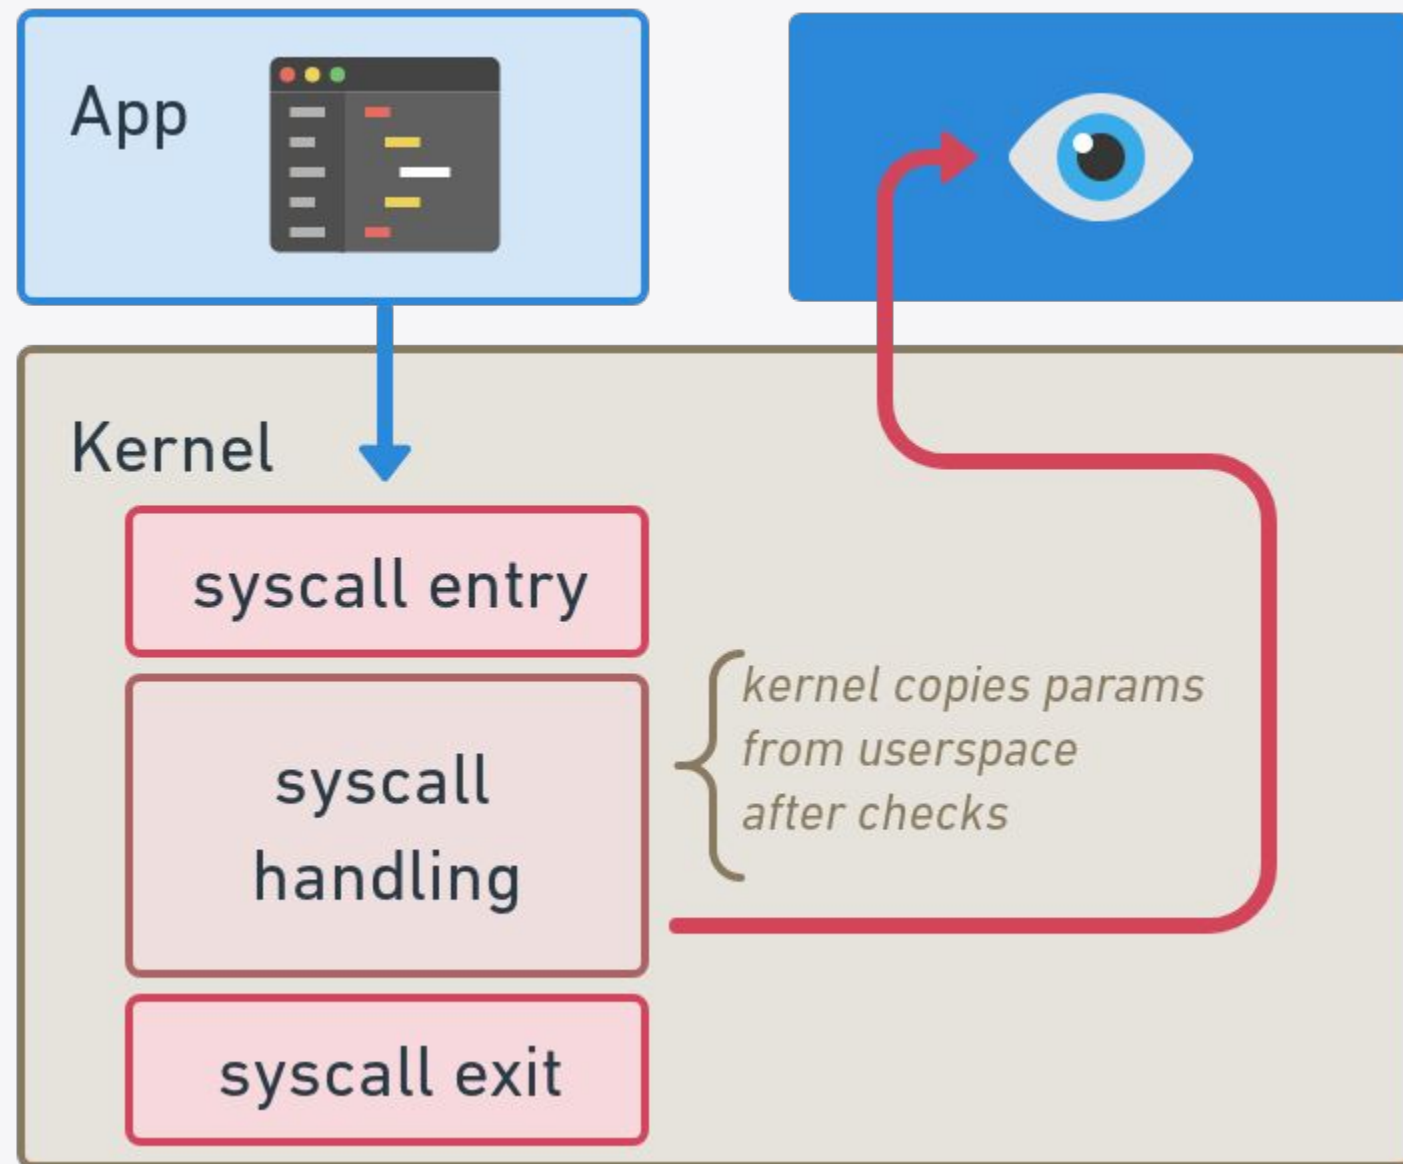 App
Kernel
syscall entry
syscall
handling
kernel copies params
from userspace
after checks
syscall exit